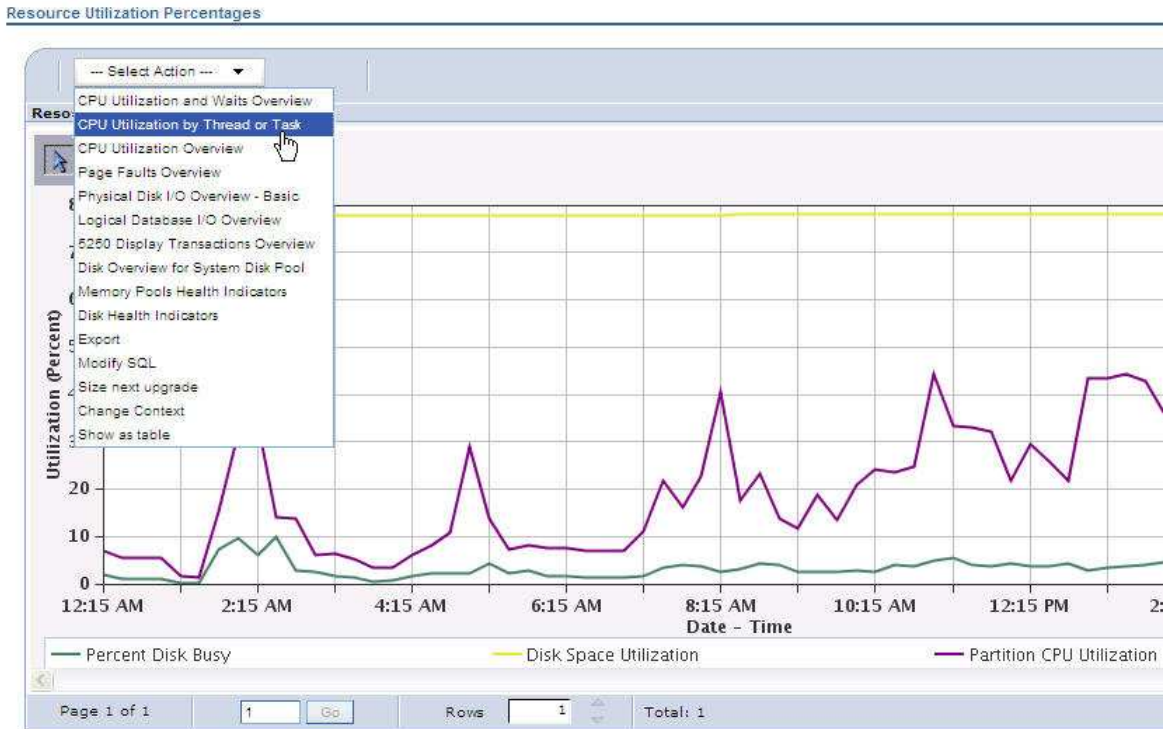 Resource Utilization Percentages
--- Select Action ---
Reso
CPU Utilization and Waits Overview
CPU Utilization by Thread or Task
CPU Utilization Overview
Page Faults Overview
Physical Disk I/O Overview - Basic
Logical Database I/O Overview
5250 Display Transactions Overview
Disk Overview for System Disk Pool
Memory Pools Health Indicators
Disk Health Indicators
Export
Modify SQL
Size next upgrade
Change Context
Show as table
Utilization (Percent)
20
10
0
12:15 AM 2:15 AM 4:15 AM 6:15 AM 8:15 AM 10:15 AM 12:15 PM 2:
Date - Time
Percent Disk Busy Disk Space Utilization Partition CPU Utilization
Page 1 of 1 1 Go Rows 1 Total: 1